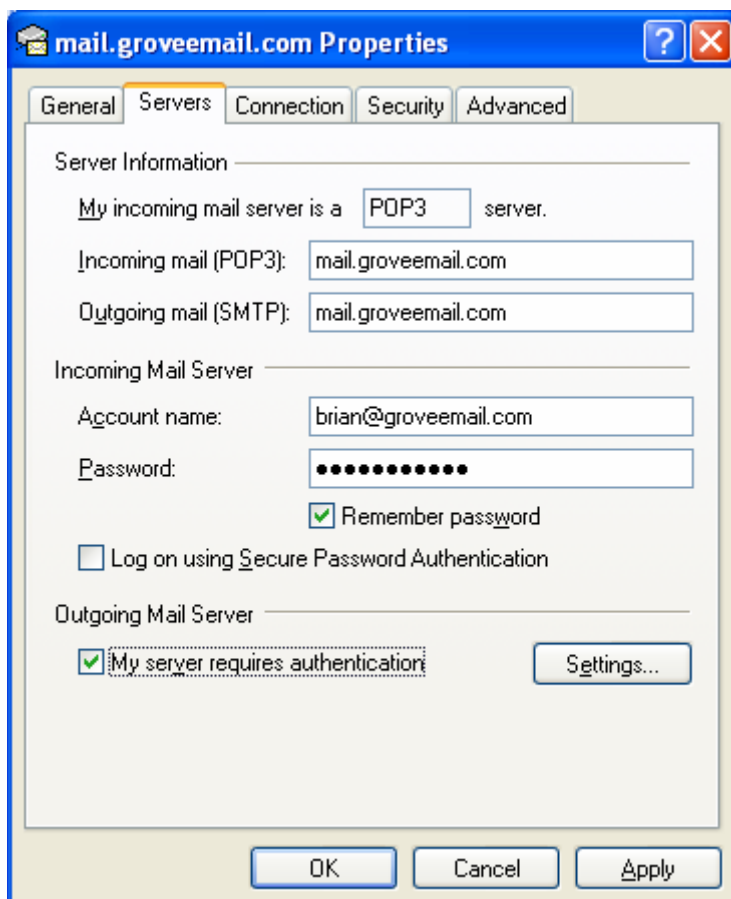 mail.groveemail.com Properties
General Servers Connection Security Advanced
Server Information
My incoming mail server is a POP3 server.
Incoming mail (POP3): mail.groveemail.com
Outgoing mail (SMTP): mail.groveemail.com
Incoming Mail Server
Account name: brian@groveemail.com
Password: ●●●●●●●●●●●
Remember password
Log on using Secure Password Authentication
Outgoing Mail Server
My server requires authentication Settings...
OK Cancel Apply